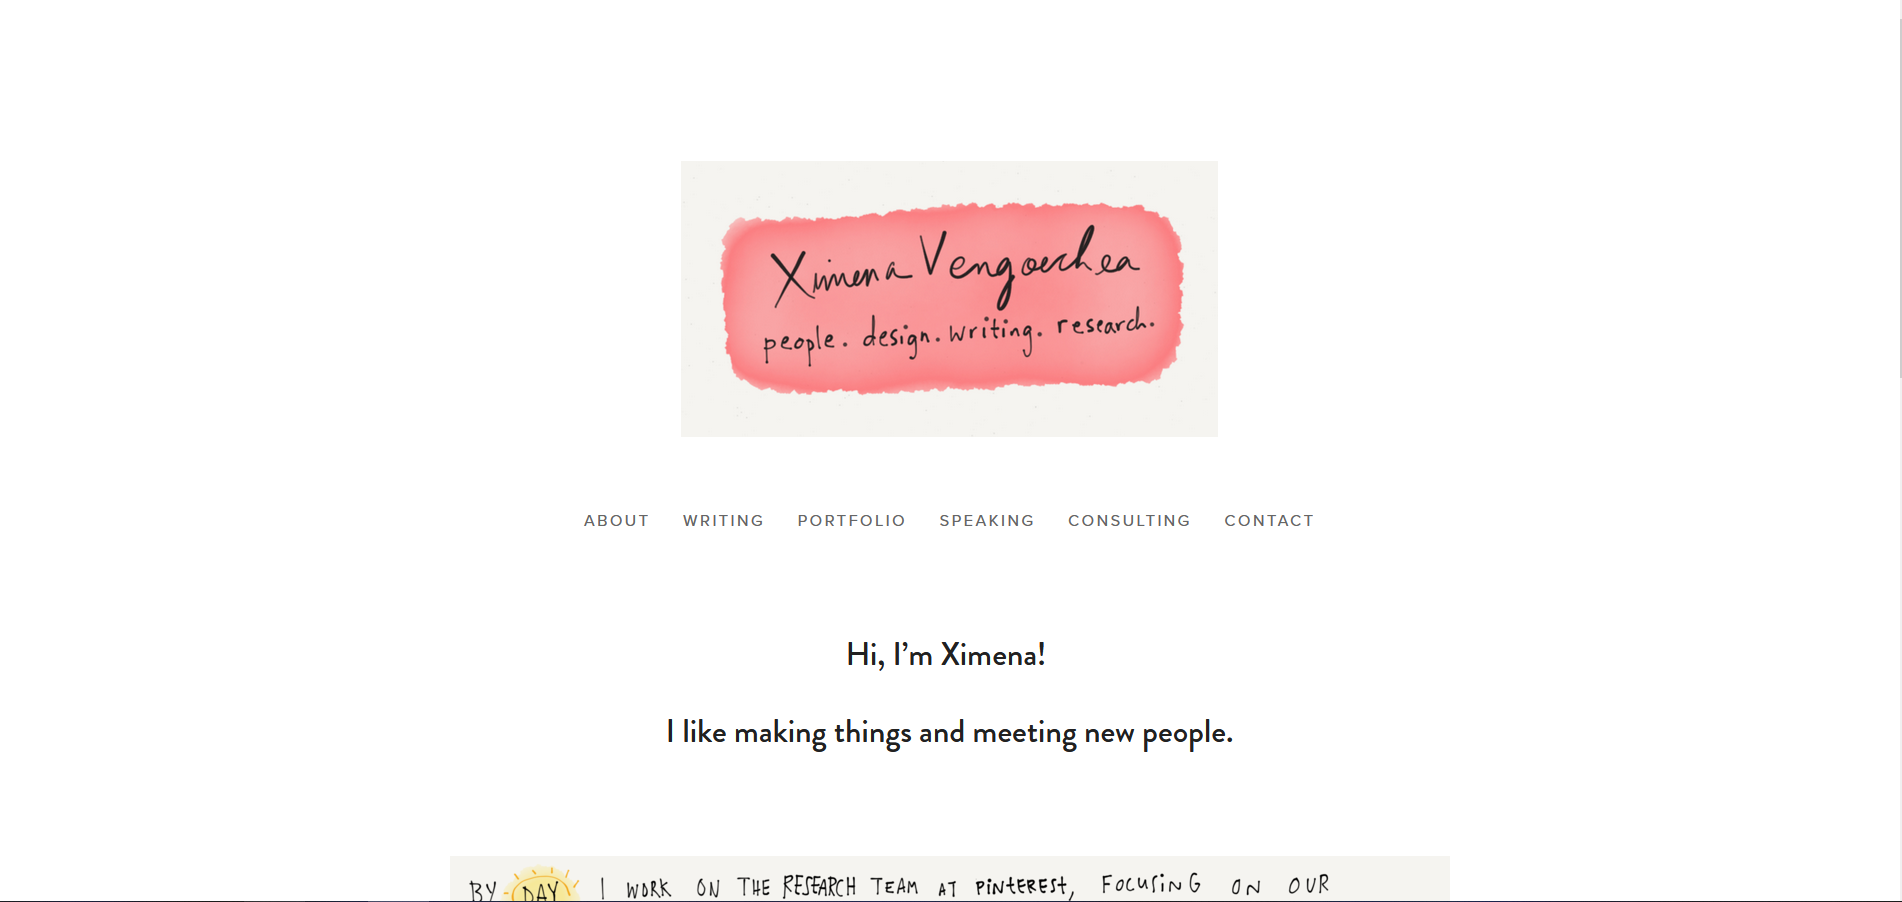 Ximena Vengoechea
people. design. writing. research.
ABOUT WRITING PORTFOLIO SPEAKING CONSULTING CONTACT
Hi, I’m Ximena!
I like making things and meeting new people.
BY DAY I WORK ON THE RESEARCH TEAM AT PINTEREST, FOCUSING ON OUR